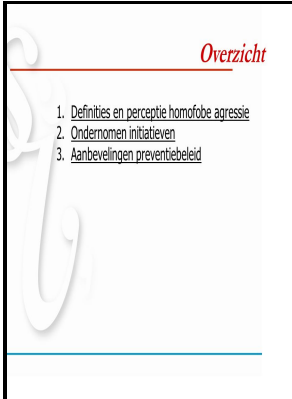 Overzicht
1. Definities en perceptie homofobe agressie
2. Ondernomen initiatieven
3. Aanbevelingen preventiebeleid